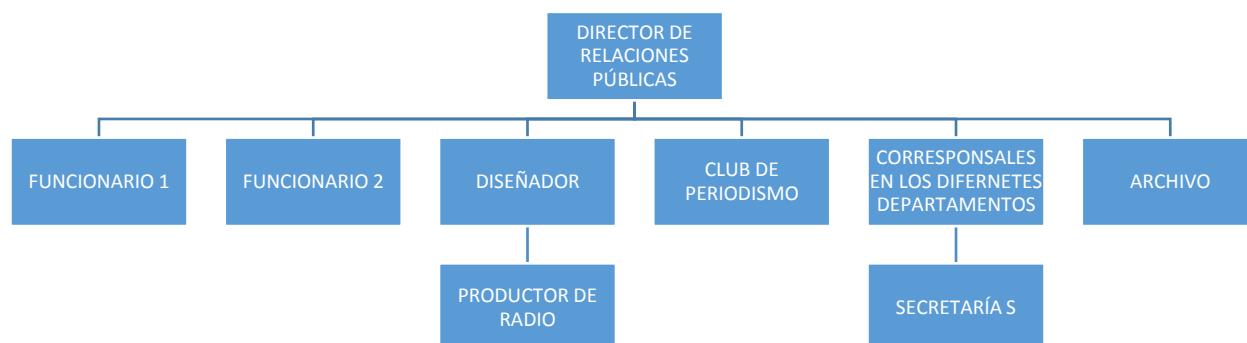 DIRECTOR DE
RELACIONES
PÚBLICAS
FUNCIONARIO 1
FUNCIONARIO 2
DISEÑADOR
CLUB DE
PERIODISMO
CORRESPONSALES
EN LOS DIFERNETES
DEPARTAMENTOS
ARCHIVO
PRODUCTOR DE
RADIO
SECRETARÍA S